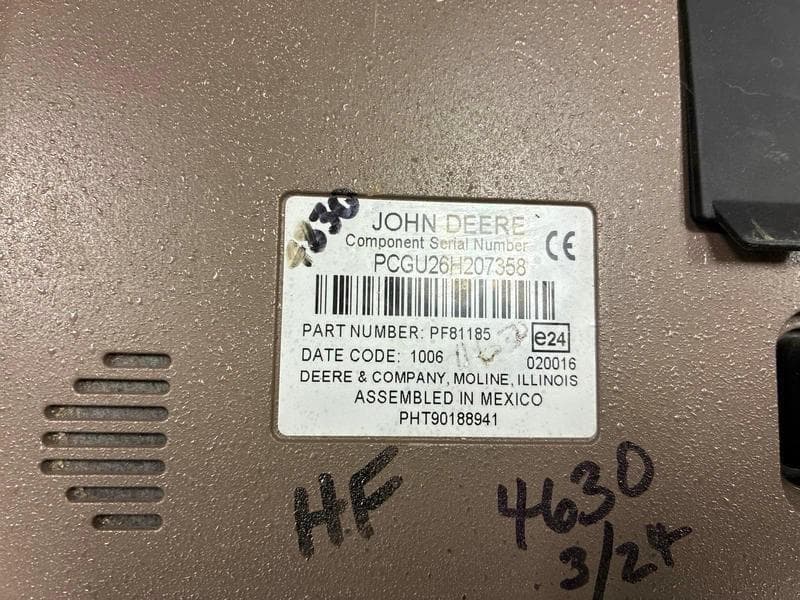 JOHN DEERE
Component Serial Number
CE
PCGU26H207358
PART NUMBER: PF81185
e24
DATE CODE: 1006
020016
DEERE & COMPANY, MOLINE, ILLINOIS
ASSEMBLED IN MEXICO
PHT90188941
HF
4630
3/24